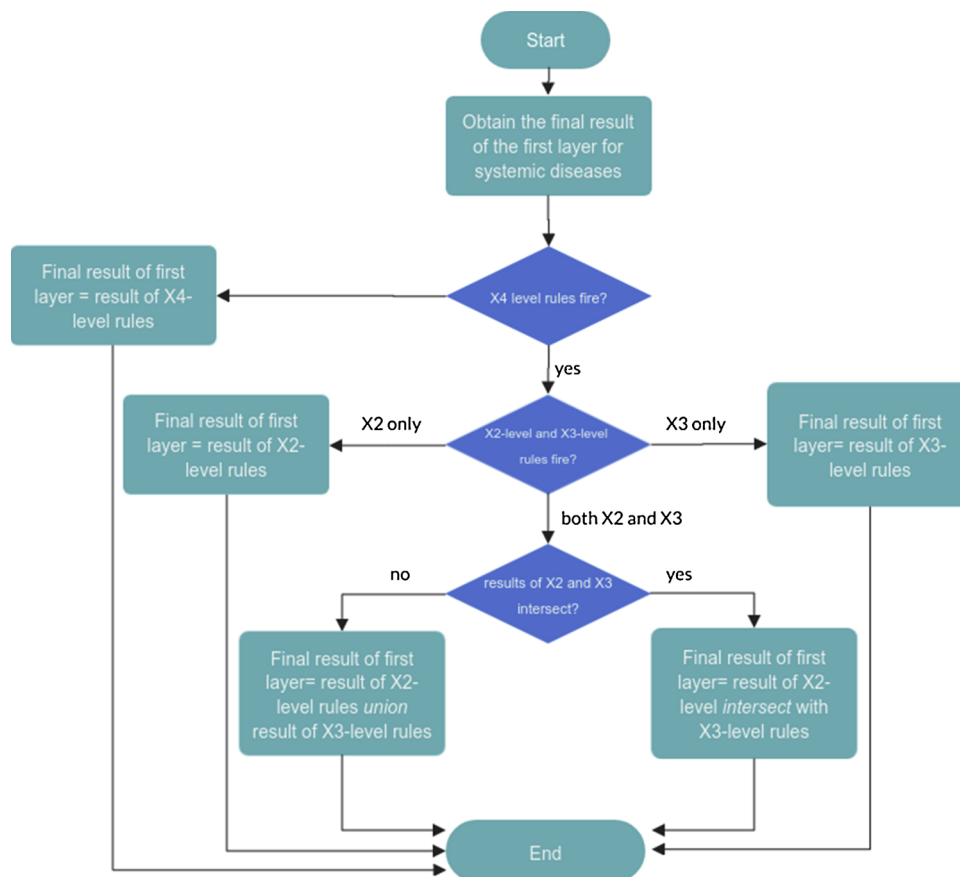 Start
Obtain the final result
of the first layer for
systemic diseases
Final result of first
layer = result of X4-
level rules
X4 level rules fire?
yes
Final result of first
layer = result of X2-
level rules
X2 only
X2-level and X3-level
rules fire?
X3 only
Final result of first
layer= result of X3-
level rules
both X2 and X3
no
results of X2 and X3
intersect?
yes
Final result of first
layer= result of X2-
level rules union
result of X3-level rules
Final result of first
layer= result of X2-
level intersect with
X3-level rules
End